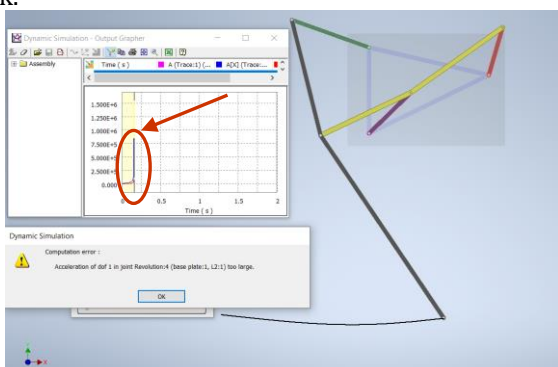 k.
Dynamic Simulation - Output Grapher
Assembly
Time ( s )
A (Trace:1) (...
A[X] (Trace:...
1.500E+6
1.250E+6
1.000E+6
7.500E+5
5.000E+5
2.500E+5
0.000
0
0.5
1
1.5
2
Time ( s )
Dynamic Simulation
Computation error :
Acceleration of dof 1 in joint Revolution:4 (base plate:1, L2:1) too large.
OK